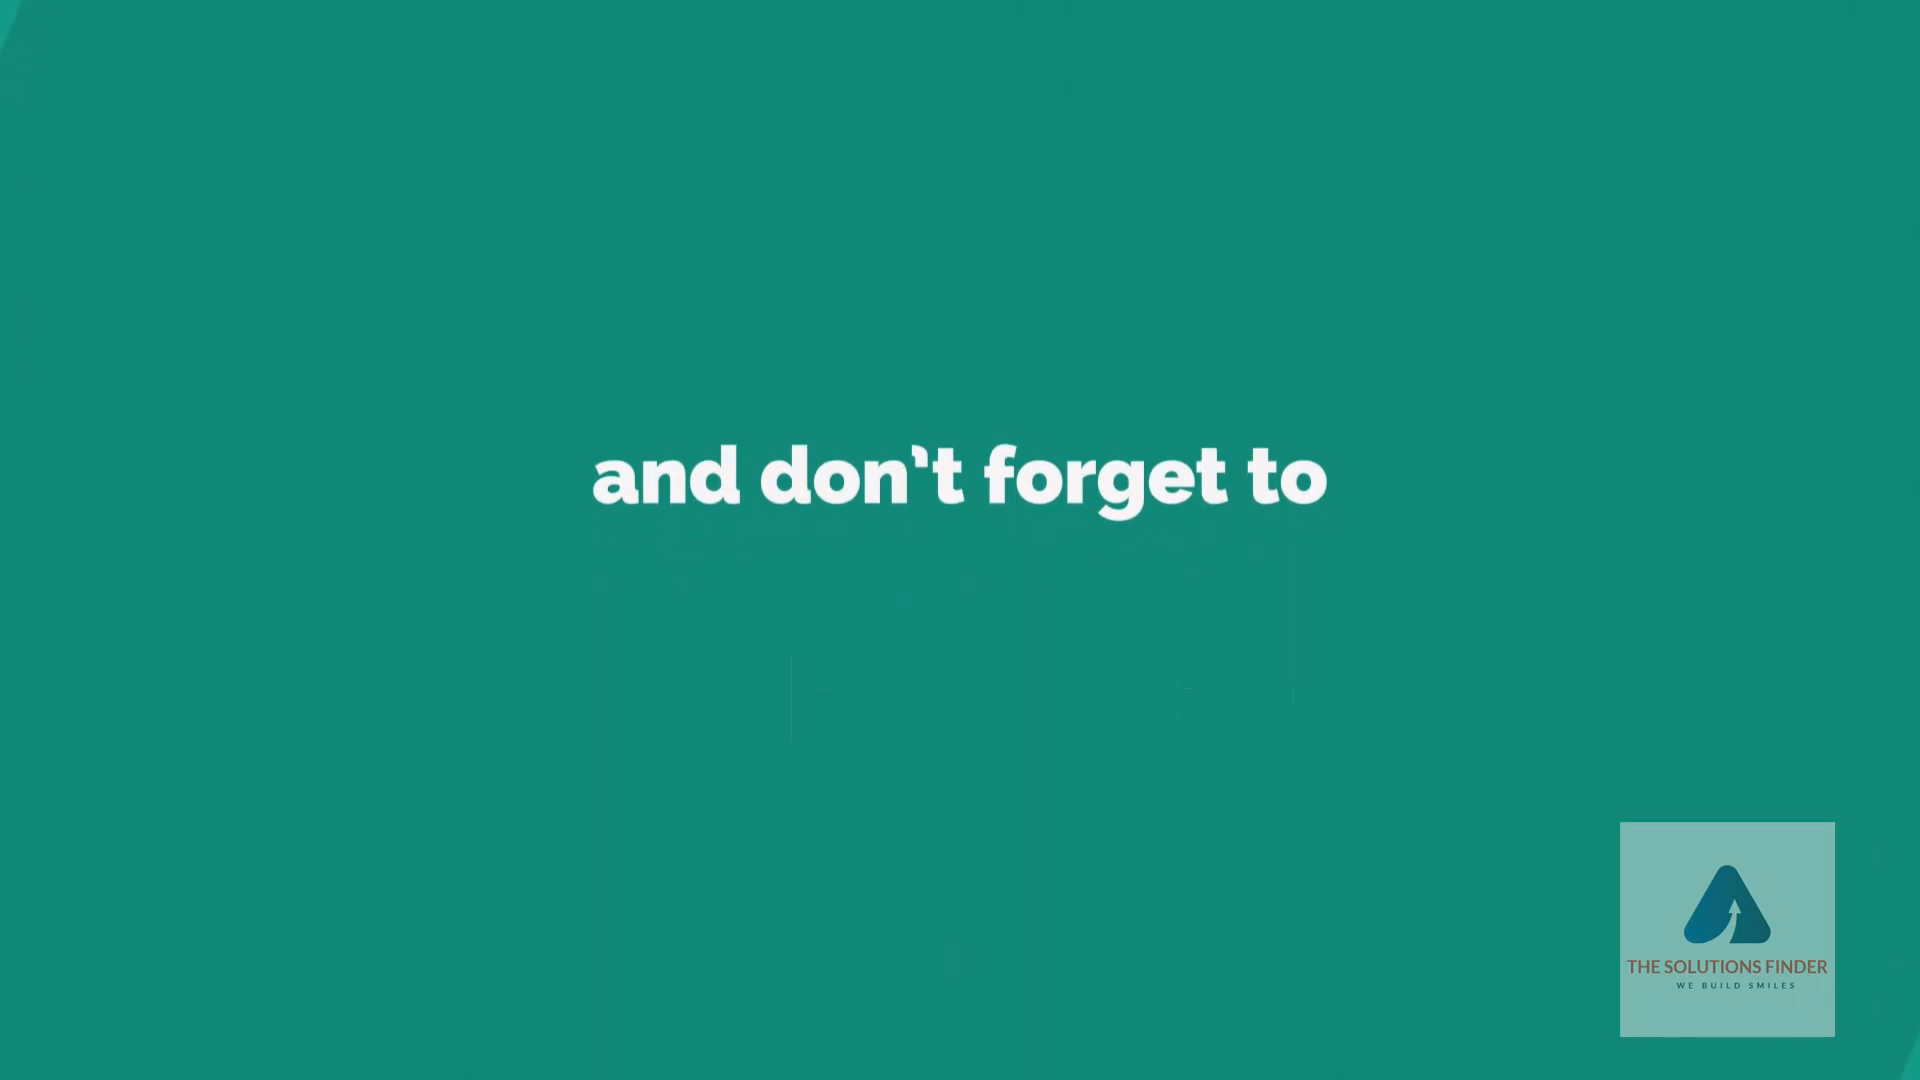 and don't forget to
THE SOLUTIONS FINDER
WE BUILD SMILES